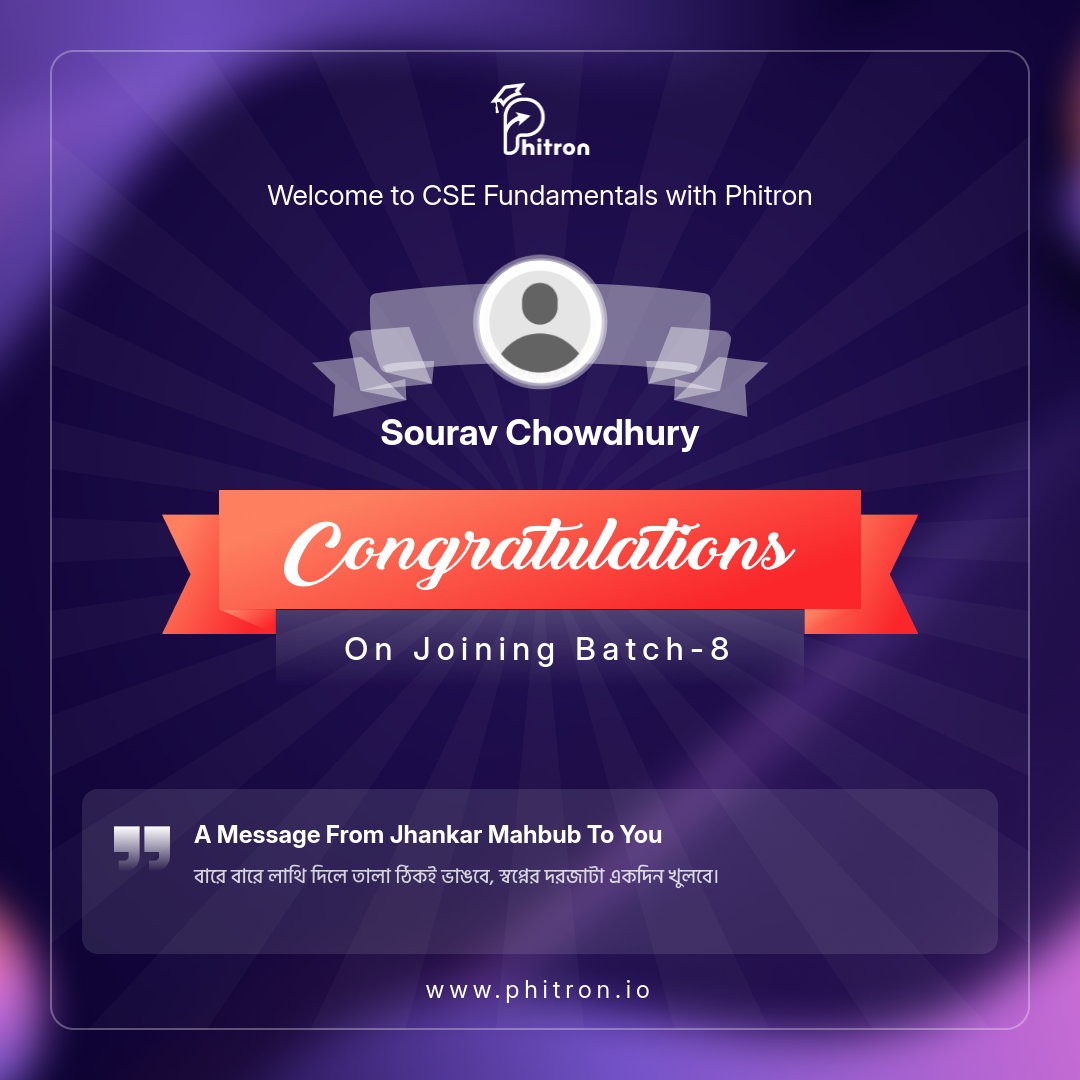 Phitron
Welcome to CSE Fundamentals with Phitron
Sourav Chowdhury
Congratulations
On Joining Batch-8
A Message From Jhankar Mahbub To You
বারে বারে লাথি দিলে তালা ঠিকই ভাঙবে, স্বপ্নের দরজাটা একদিন খুলবে।
www.phitron.io